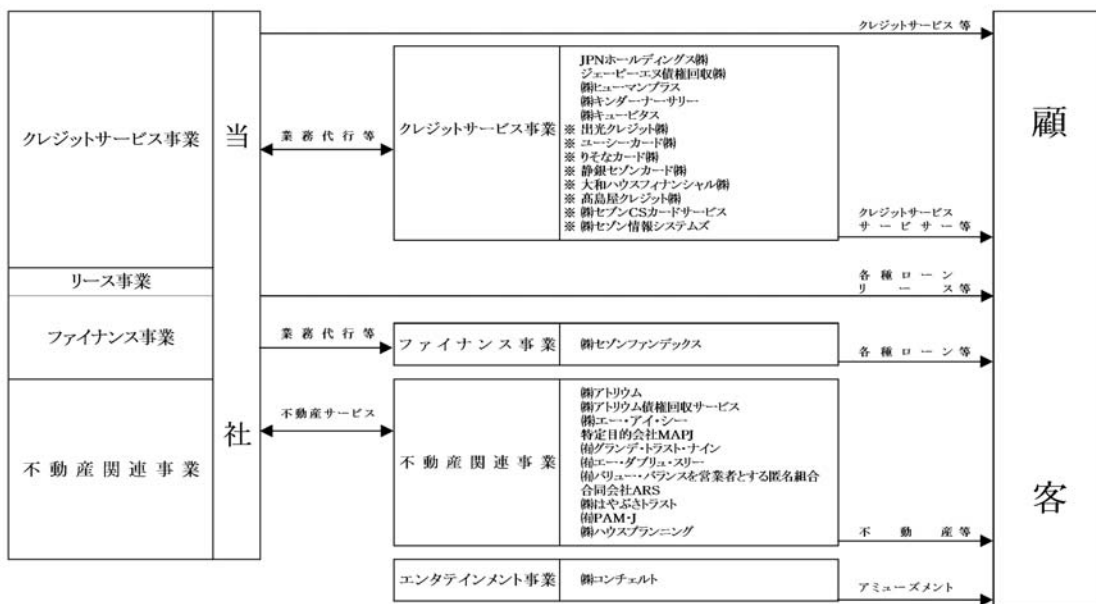 クレジットサービス等
クレジットサービス事業
当
社
業務代行等
クレジットサービス事業
JPNホールディングス㈱
ジェーピーエヌ債権回収㈱
㈱ヒューマンプラス
㈱キンダーナーサリー
㈱キュービタス
※ 出光クレジット㈱
※ ユーシーカード㈱
※ りそなカード㈱
※ 静銀セゾンカード㈱
※ 大和ハウスフィナンシャル㈱
※ 髙島屋クレジット㈱
※ ㈱セブンCSカードサービス
※ ㈱セゾン情報システムズ
クレジットサービス
サービサー等
顧
客
リース事業
各種ローン
リース等
ファイナンス事業
業務代行等
ファイナンス事業
㈱セゾンファンデックス
各種ローン等
不動産関連事業
不動産サービス
不動産関連事業
㈱アトリウム
㈱アトリウム債権回収サービス
㈱エー・アイ・シー
特定目的会社MAPJ
㈲グランデ・トラスト・ナイン
㈲エー・ダブリュ・スリー
㈲バリュー・バランスを営業者とする匿名組合
合同会社ARS
㈱はやぶさトラスト
㈲PAM-J
㈱ハウスプランニング
不動産等
エンタテインメント事業
㈱コンチェルト
アミューズメント